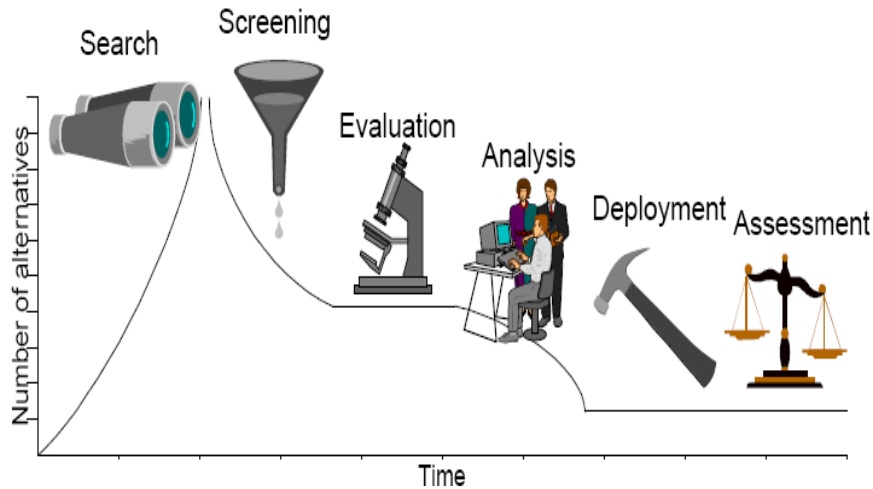 Search
Screening
Evaluation
Analysis
Deployment
Assessment
Number of alternatives
Time